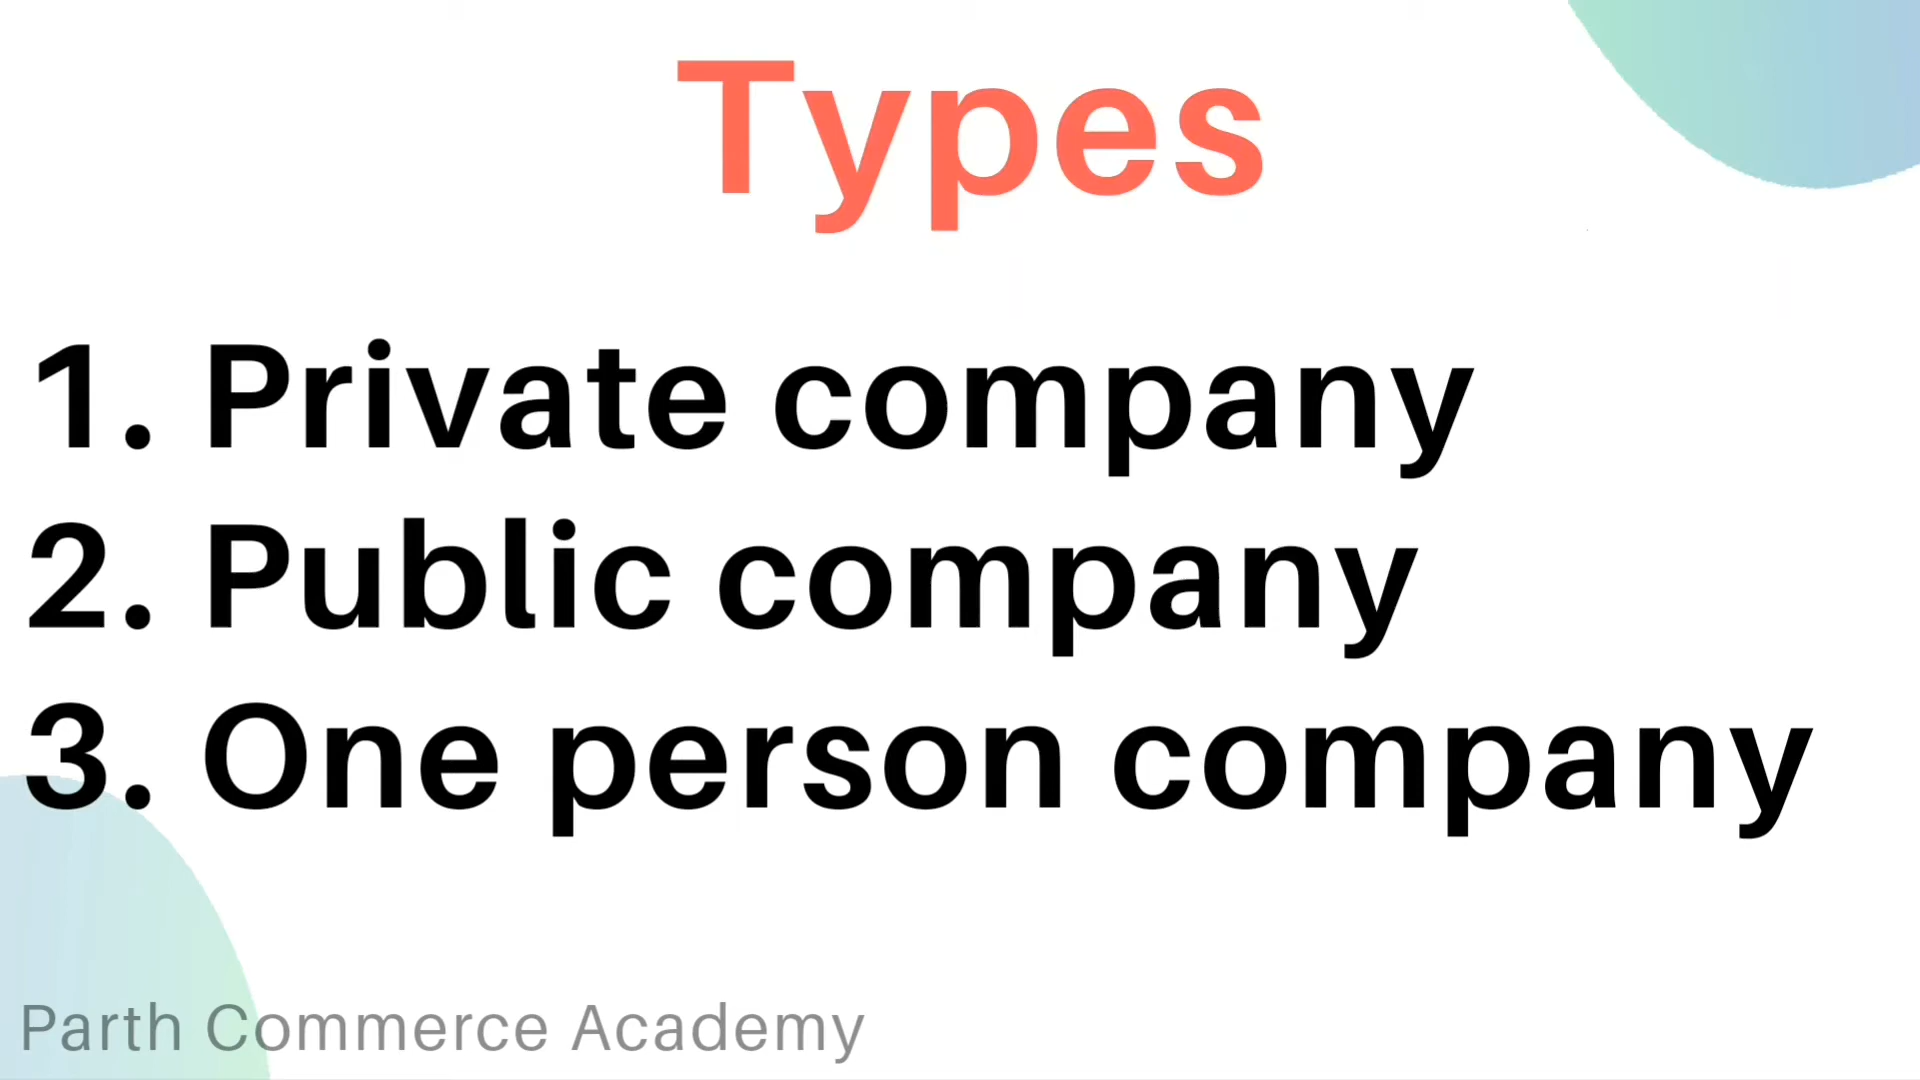 Types
1. Private company
2. Public company
3. One person company
Parth Commerce Academy